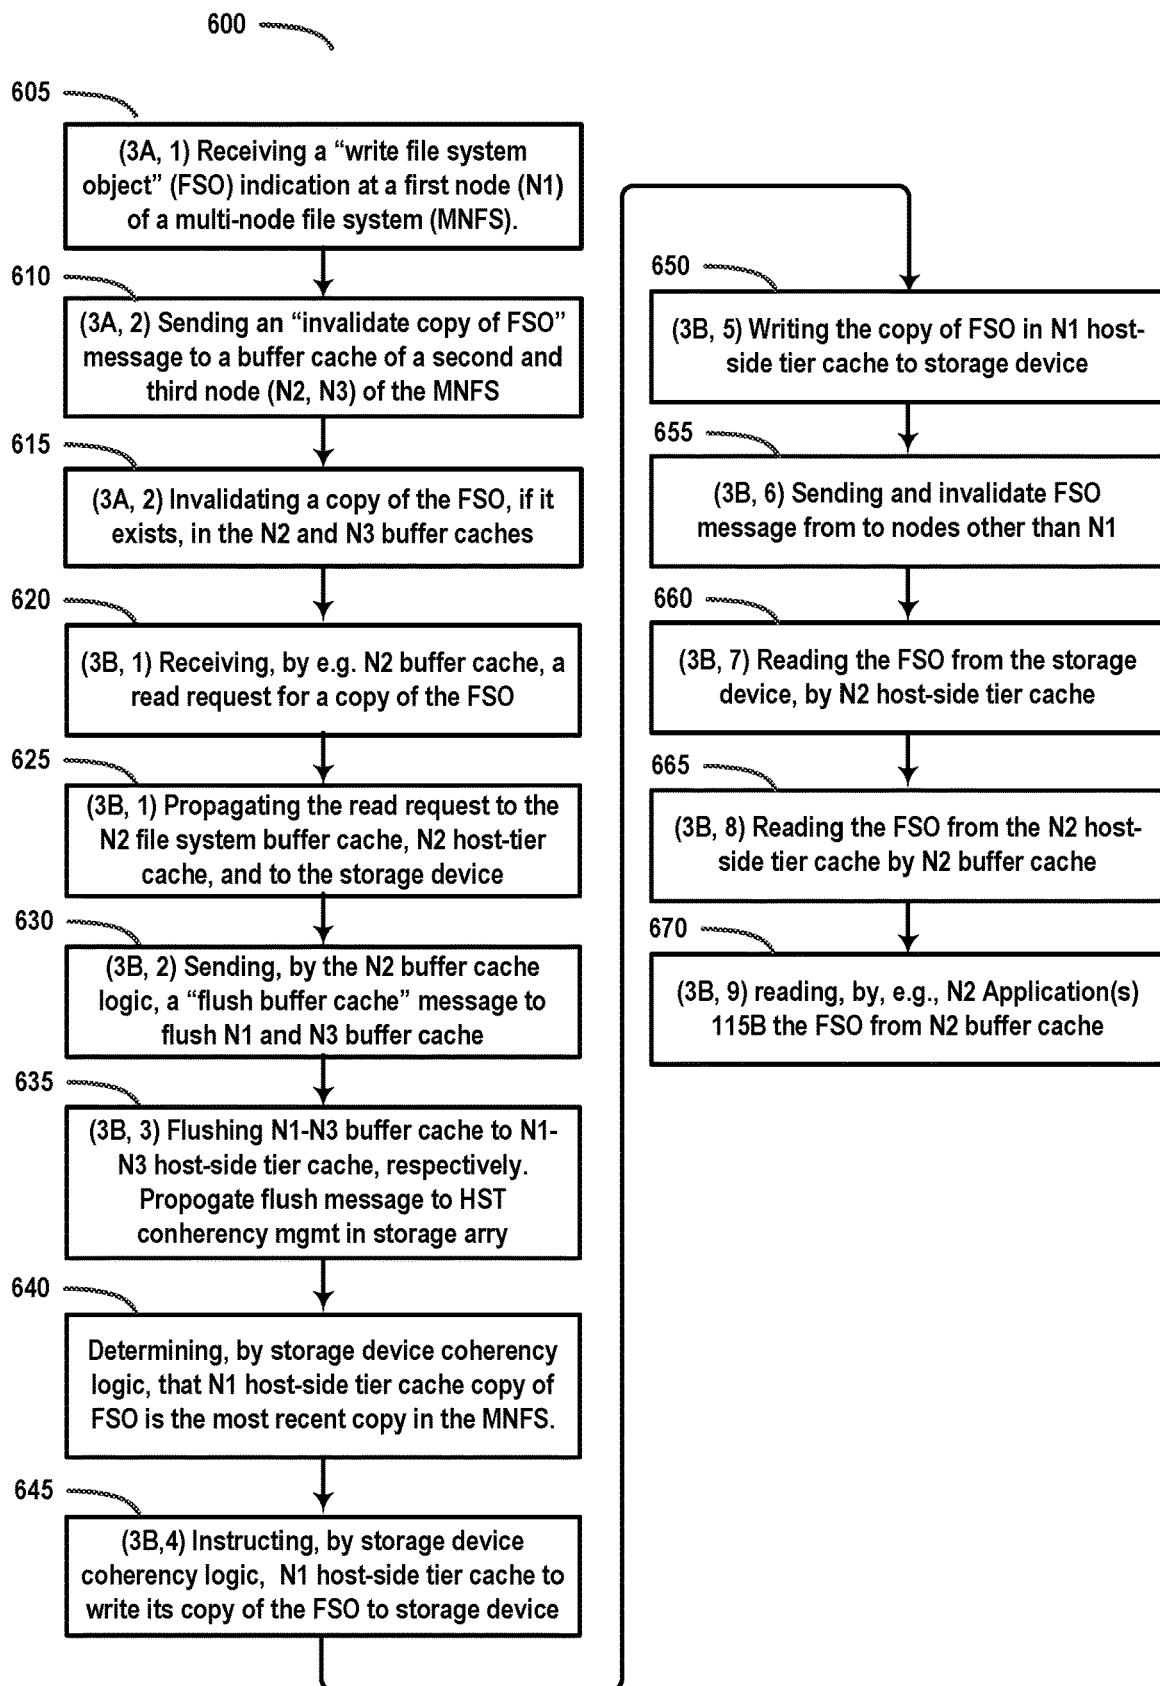 600
605
(3A, 1) Receiving a “write file system
object” (FSO) indication at a first node (N1)
of a multi-node file system (MNFS).
610
(3A, 2) Sending an “invalidate copy of FSO”
message to a buffer cache of a second and
third node (N2, N3) of the MNFS
615
(3A, 2) Invalidating a copy of the FSO, if it
exists, in the N2 and N3 buffer caches
620
(3B, 1) Receiving, by e.g. N2 buffer cache, a
read request for a copy of the FSO
625
(3B, 1) Propagating the read request to the
N2 file system buffer cache, N2 host-tier
cache, and to the storage device
630
(3B, 2) Sending, by the N2 buffer cache
logic, a “flush buffer cache” message to
flush N1 and N3 buffer cache
635
(3B, 3) Flushing N1-N3 buffer cache to N1-
N3 host-side tier cache, respectively.
Propogate flush message to HST
conherency mgmt in storage arry
640
Determining, by storage device coherency
logic, that N1 host-side tier cache copy of
FSO is the most recent copy in the MNFS.
645
(3B,4) Instructing, by storage device
coherency logic, N1 host-side tier cache to
write its copy of the FSO to storage device
650
(3B, 5) Writing the copy of FSO in N1 host-
side tier cache to storage device
655
(3B, 6) Sending and invalidate FSO
message from to nodes other than N1
660
(3B, 7) Reading the FSO from the storage
device, by N2 host-side tier cache
665
(3B, 8) Reading the FSO from the N2 host-
side tier cache by N2 buffer cache
670
(3B, 9) reading, by, e.g., N2 Application(s)
115B the FSO from N2 buffer cache